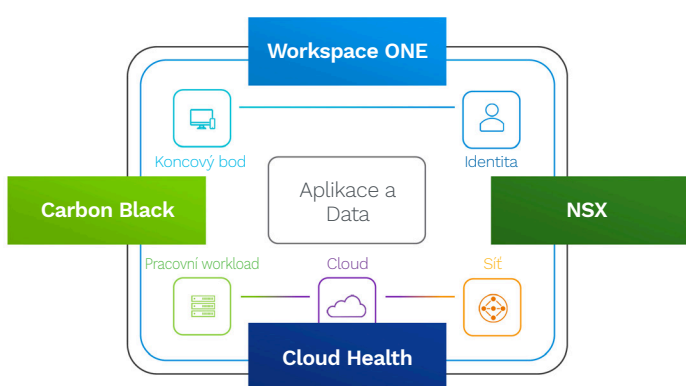 Workspace ONE
Koncový bod
Identita
Aplikace a
Data
Carbon Black
NSX
Pracovní workload
Cloud
Síť
Cloud Health